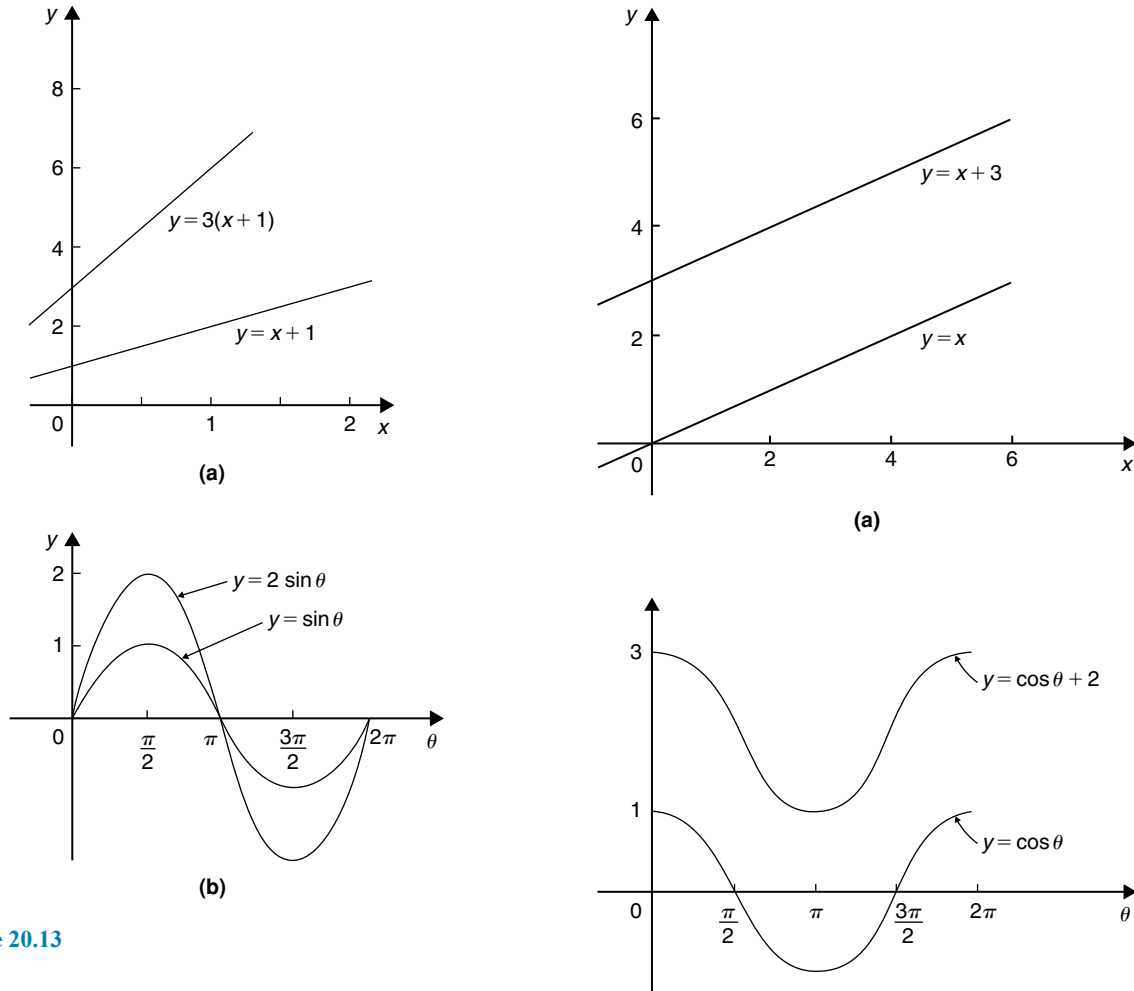 y
8
6
y = 3(x + 1)
4
2
y = x + 1
0
1
2
x
(a)
y
2
y = 2 sin θ
y = sin θ
1
0
π/2
π
3π/2
2π
θ
(b)
e 20.13
y
6
y = x + 3
4
2
y = x
0
2
4
6
x
(a)
3
y = cos θ + 2
1
y = cos θ
0
π/2
π
3π/2
2π
θ